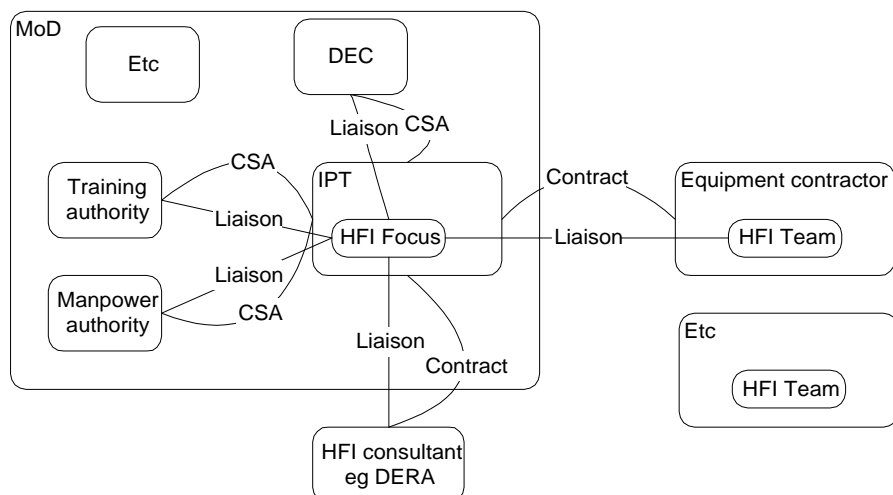 MoD
Etc
DEC
Liaison
CSA
CSA
Training
authority
Liaison
IPT
HFI Focus
Contract
Liaison
Equipment contractor
HFI Team
Liaison
Manpower
authority
CSA
Liaison
Contract
Etc
HFI Team
HFI consultant
eg DERA